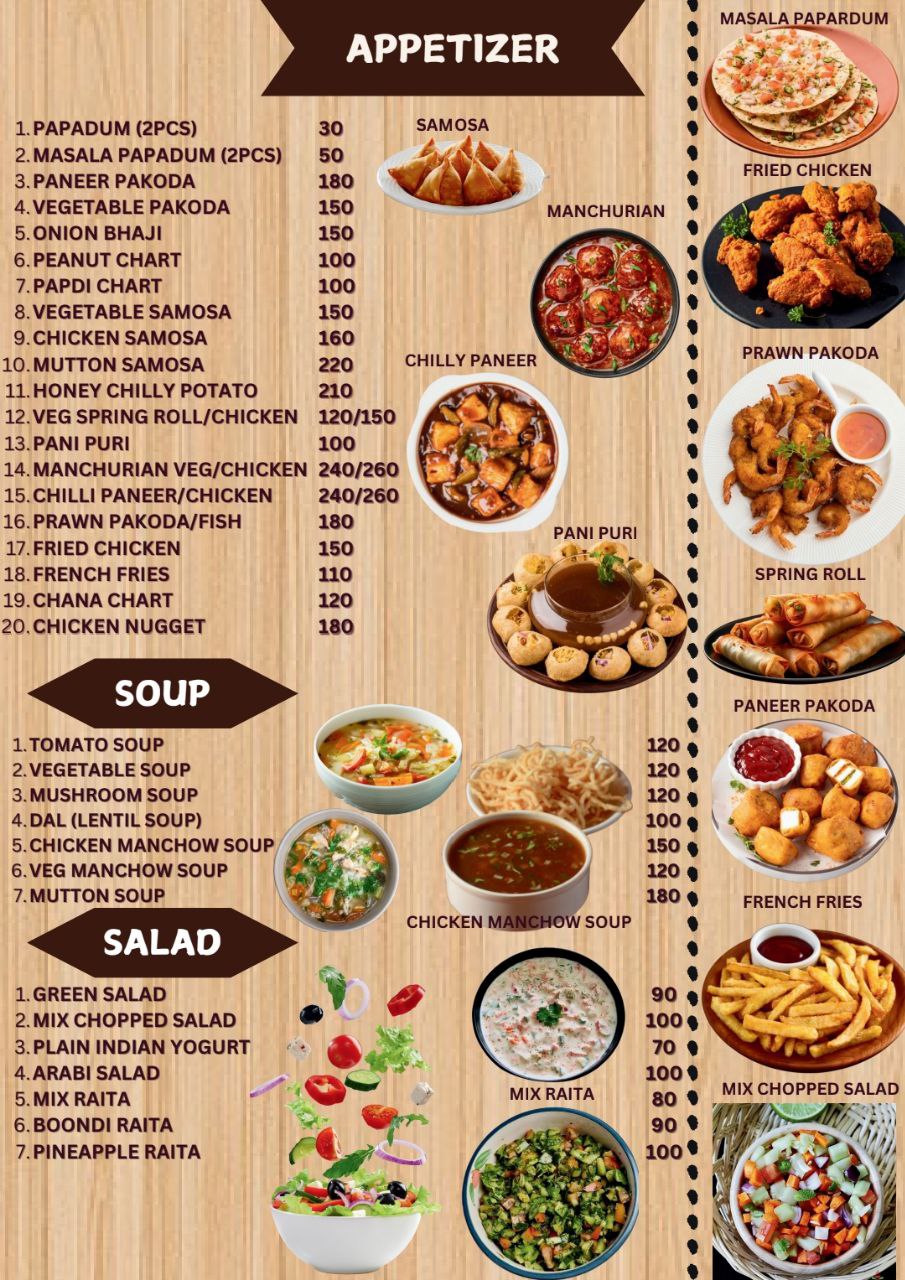 APPETIZER
1. PAPADUM (2PCS) 30
2. MASALA PAPADUM (2PCS) 50
3. PANEER PAKODA 180
4. VEGETABLE PAKODA 150
5. ONION BHAJI 150
6. PEANUT CHART 100
7. PAPDI CHART 100
8. VEGETABLE SAMOSA 150
9. CHICKEN SAMOSA 160
10. MUTTON SAMOSA 220
11. HONEY CHILLY POTATO 210
12. VEG SPRING ROLL/CHICKEN 120/150
13. PANI PURI 100
14. MANCHURIAN VEG/CHICKEN 240/260
15. CHILLI PANEER/CHICKEN 240/260
16. PRAWN PAKODA/FISH 180
17. FRIED CHICKEN 150
18. FRENCH FRIES 110
19. CHANA CHART 120
20. CHICKEN NUGGET 180
SAMOSA
MANCHURIAN
CHILLY PANEER
PANI PURI
SOUP
1. TOMATO SOUP 120
2. VEGETABLE SOUP 120
3. MUSHROOM SOUP 120
4. DAL (LENTIL SOUP) 100
5. CHICKEN MANCHOW SOUP 150
6. VEG MANCHOW SOUP 120
7. MUTTON SOUP 180
CHICKEN MANCHOW SOUP
SALAD
1. GREEN SALAD 90
2. MIX CHOPPED SALAD 100
3. PLAIN INDIAN YOGURT 70
4. ARABI SALAD 100
5. MIX RAITA 80
6. BOONDI RAITA 90
7. PINEAPPLE RAITA 100
MIX RAITA
MASALA PAPARDUM
FRIED CHICKEN
PRAWN PAKODA
SPRING ROLL
PANEER PAKODA
FRENCH FRIES
MIX CHOPPED SALAD